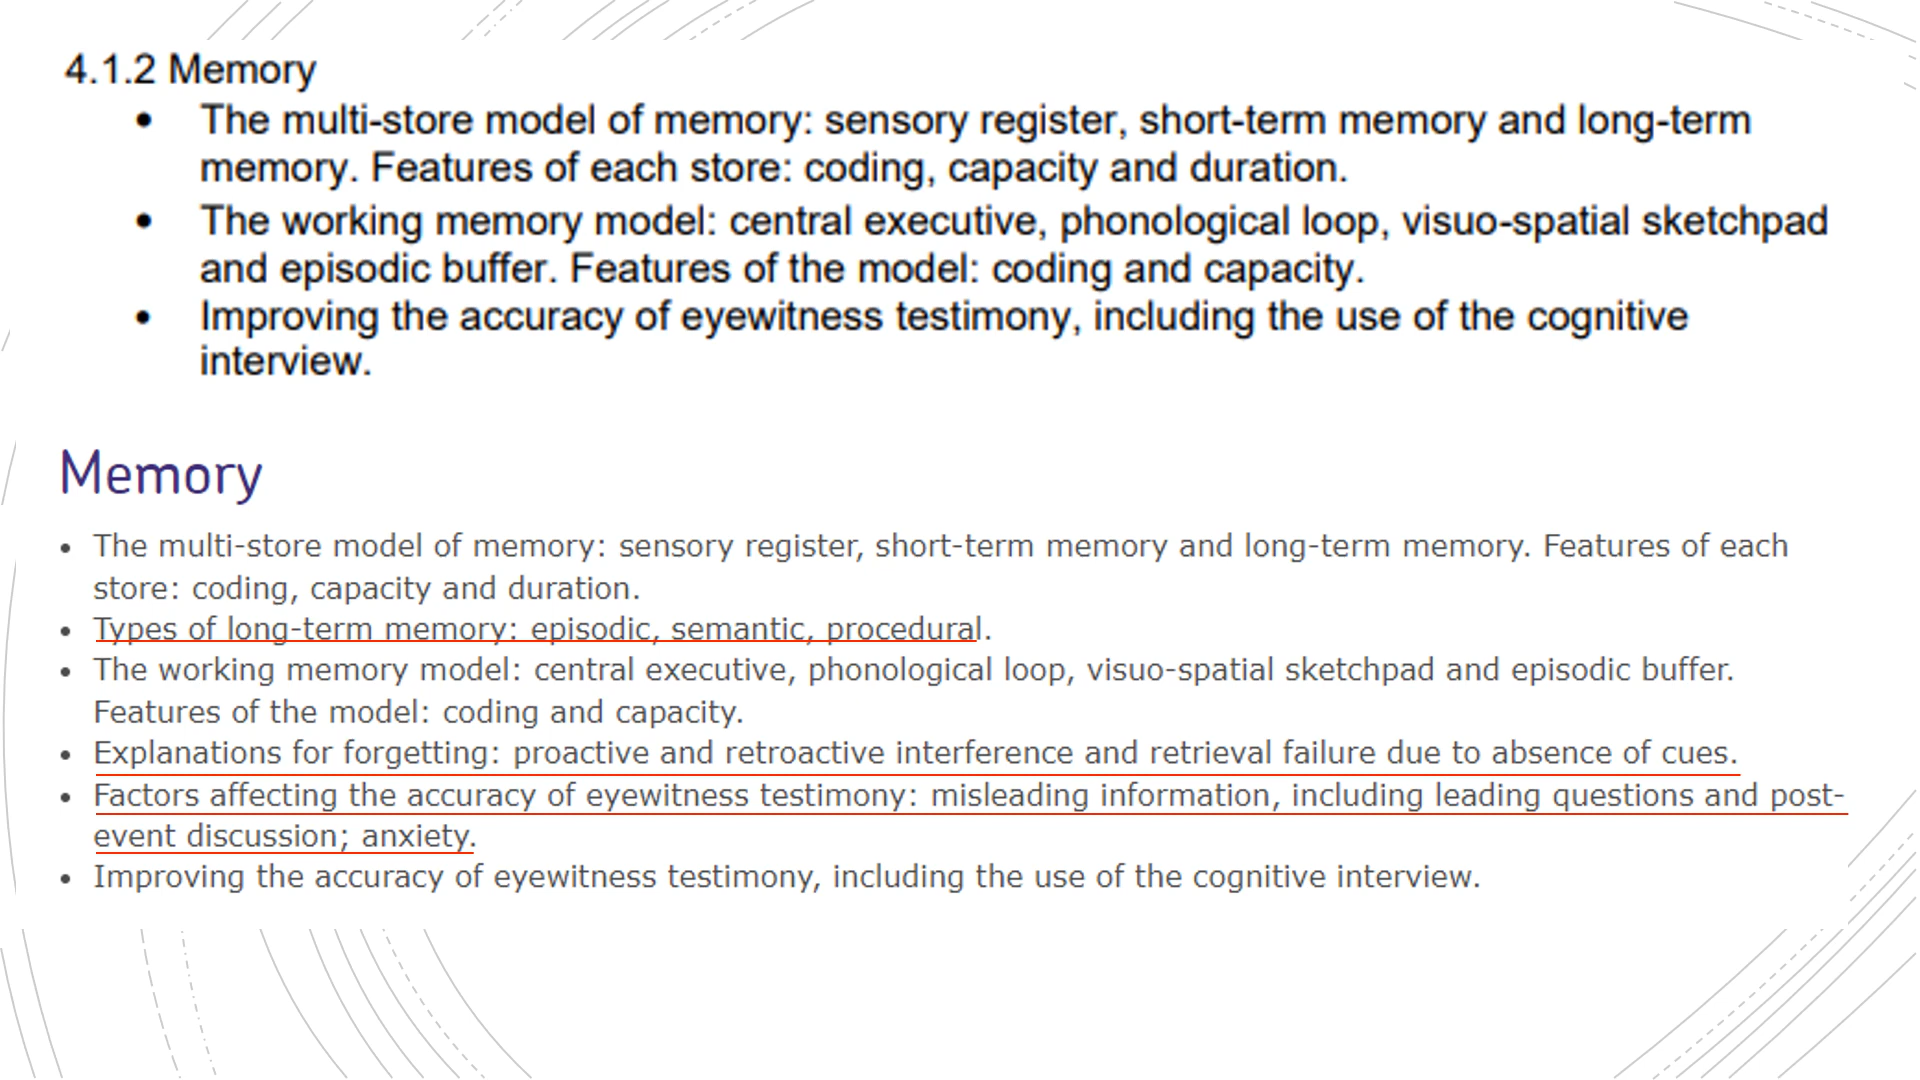 4.1.2 Memory
• The multi-store model of memory: sensory register, short-term memory and long-term
memory. Features of each store: coding, capacity and duration.
• The working memory model: central executive, phonological loop, visuo-spatial sketchpad
and episodic buffer. Features of the model: coding and capacity.
• Improving the accuracy of eyewitness testimony, including the use of the cognitive
interview.
Memory
• The multi-store model of memory: sensory register, short-term memory and long-term memory. Features of each
store: coding, capacity and duration.
• Types of long-term memory: episodic, semantic, procedural.
• The working memory model: central executive, phonological loop, visuo-spatial sketchpad and episodic buffer.
Features of the model: coding and capacity.
• Explanations for forgetting: proactive and retroactive interference and retrieval failure due to absence of cues.
• Factors affecting the accuracy of eyewitness testimony: misleading information, including leading questions and post-
event discussion; anxiety.
• Improving the accuracy of eyewitness testimony, including the use of the cognitive interview.